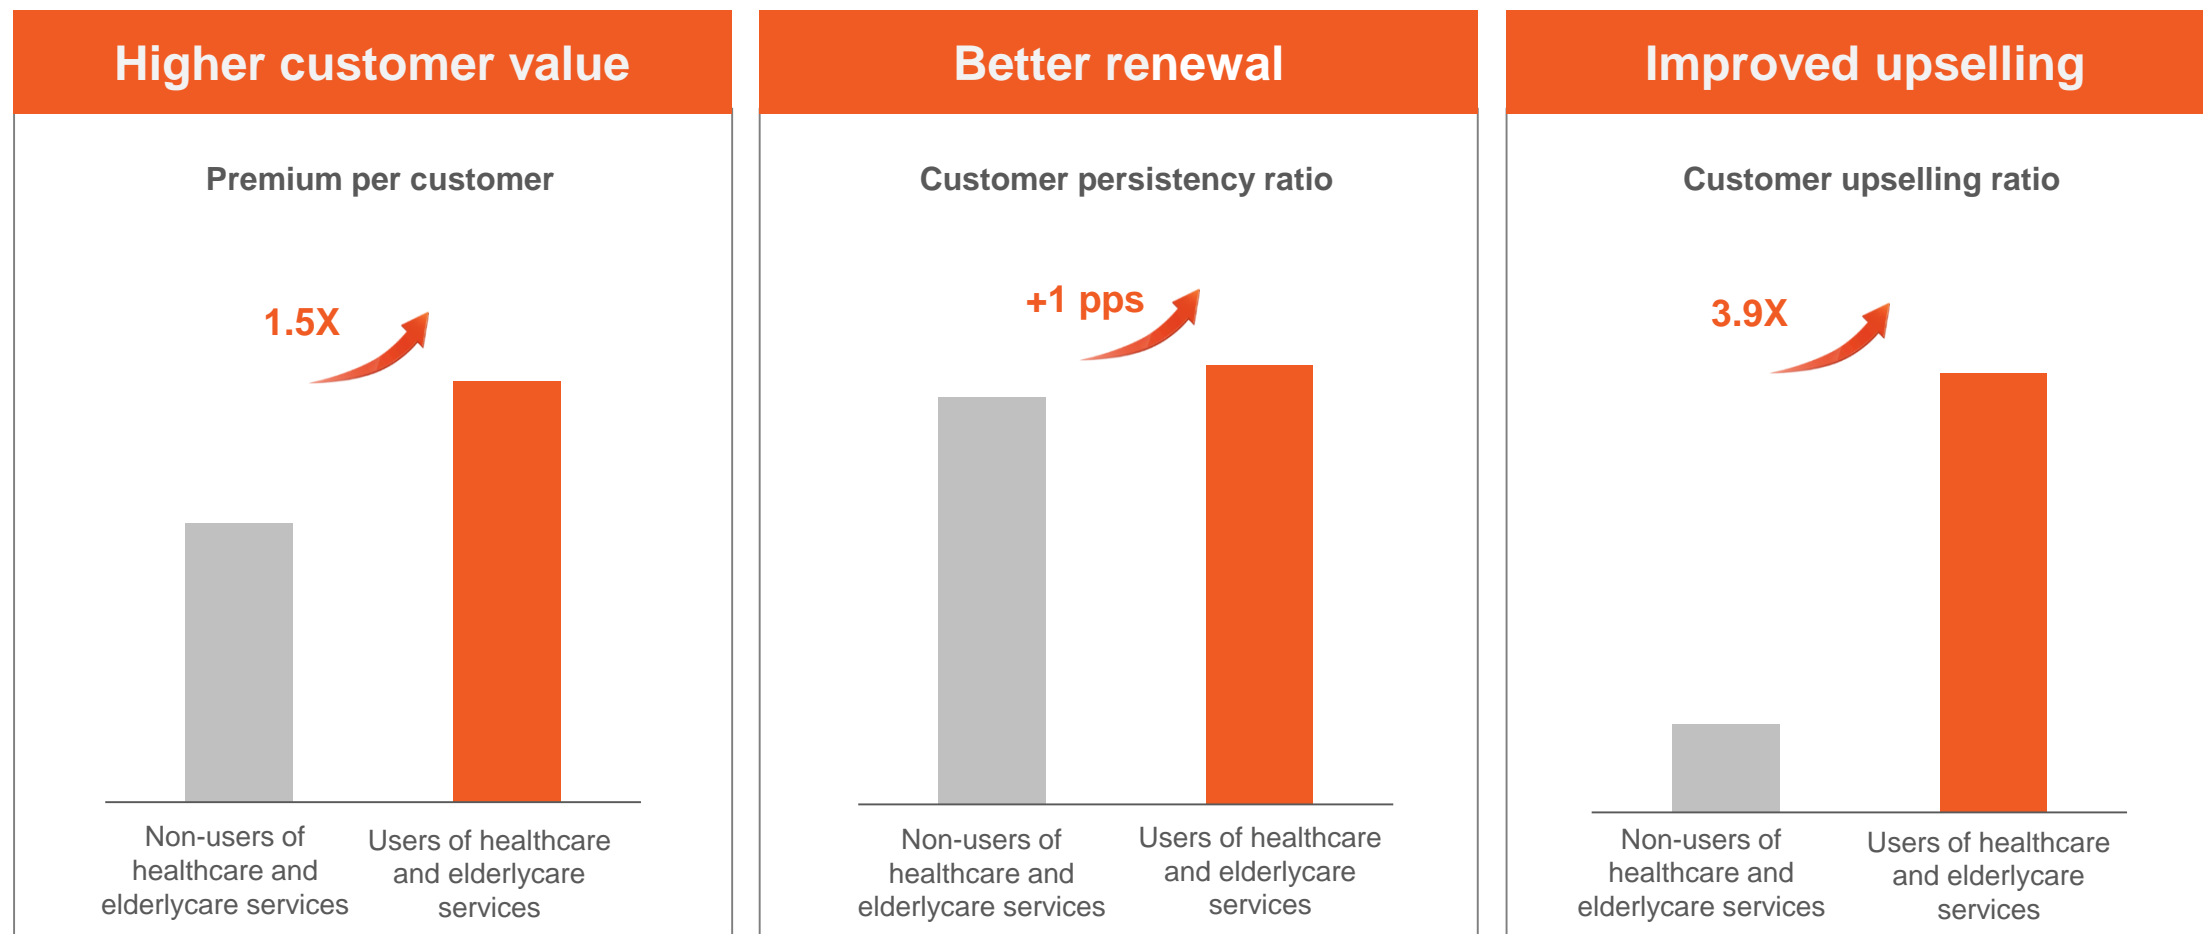 Higher customer value
Premium per customer
1.5X
Non-users of
healthcare and
elderlycare services
Users of healthcare
and elderlycare
services
Better renewal
Customer persistency ratio
+1 pps
Non-users of
healthcare and
elderlycare services
Users of healthcare
and elderlycare
services
Improved upselling
Customer upselling ratio
3.9X
Non-users of
healthcare and
elderlycare services
Users of healthcare
and elderlycare
services